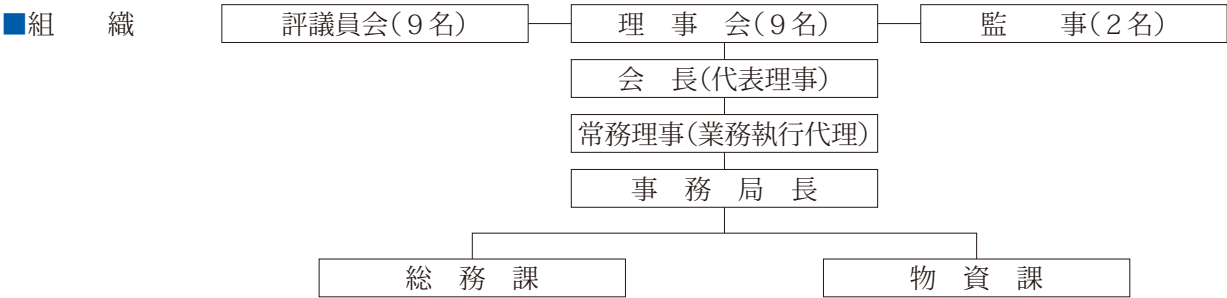 ■組　織　評議員会(９名)　理事会(９名)　監　事(２名)
会　長(代表理事)
常務理事(業務執行代理)
事務局長
総務課　物資課